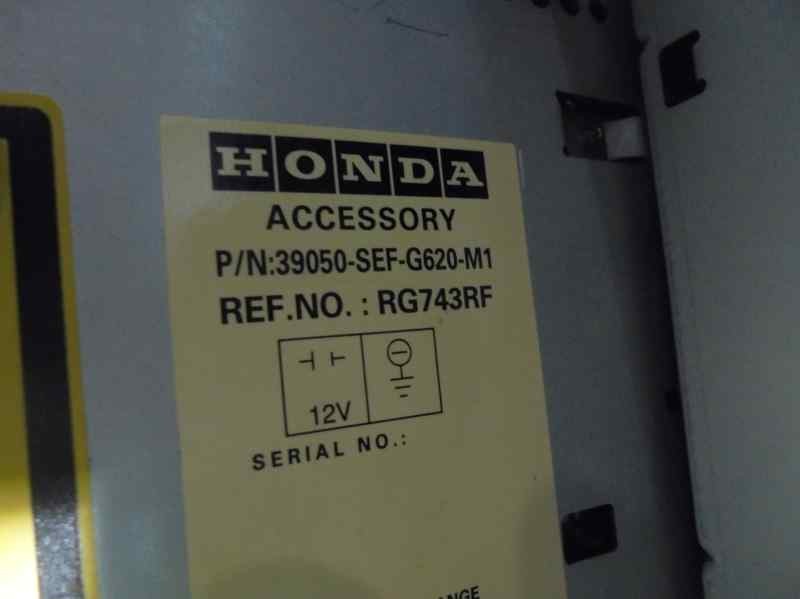 HONDA
ACCESSORY
P/N:39050-SEF-G620-M1
REF.NO. : RG743RF
12V
SERIAL NO.: